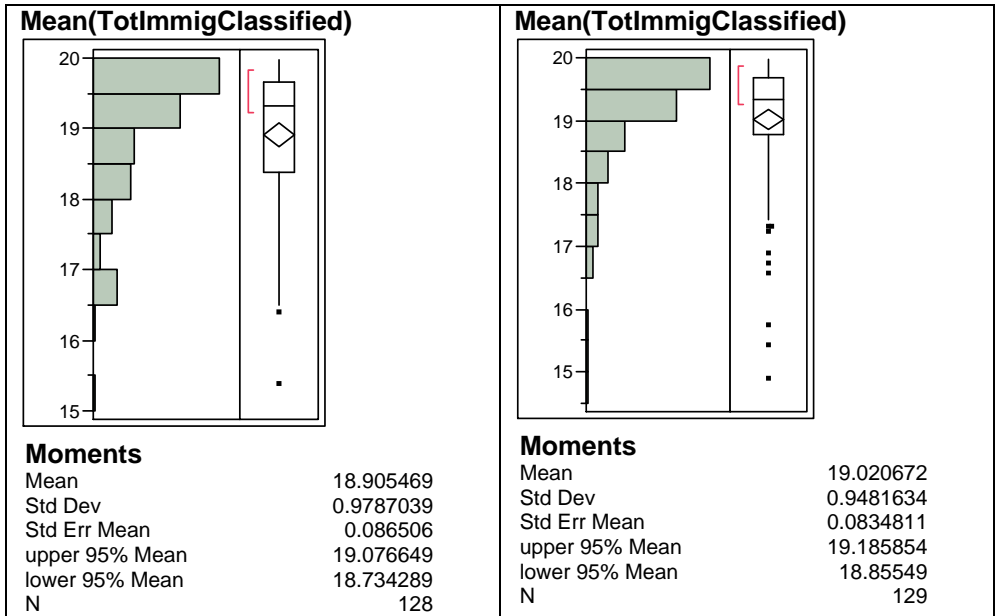 Mean(TotImmigClassified)
20
19
18
17
16
15
Moments
Mean 18.905469
Std Dev 0.9787039
Std Err Mean 0.086506
upper 95% Mean 19.076649
lower 95% Mean 18.734289
N 128
Mean(TotImmigClassified)
20
19
18
17
16
15
Moments
Mean 19.020672
Std Dev 0.9481634
Std Err Mean 0.0834811
upper 95% Mean 19.185854
lower 95% Mean 18.85549
N 129